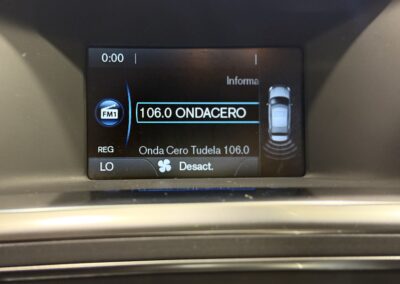 0:00
Informa
FM1
106.0 ONDACERO
REG
Onda Cero Tudela 106.0
LO
Desact.